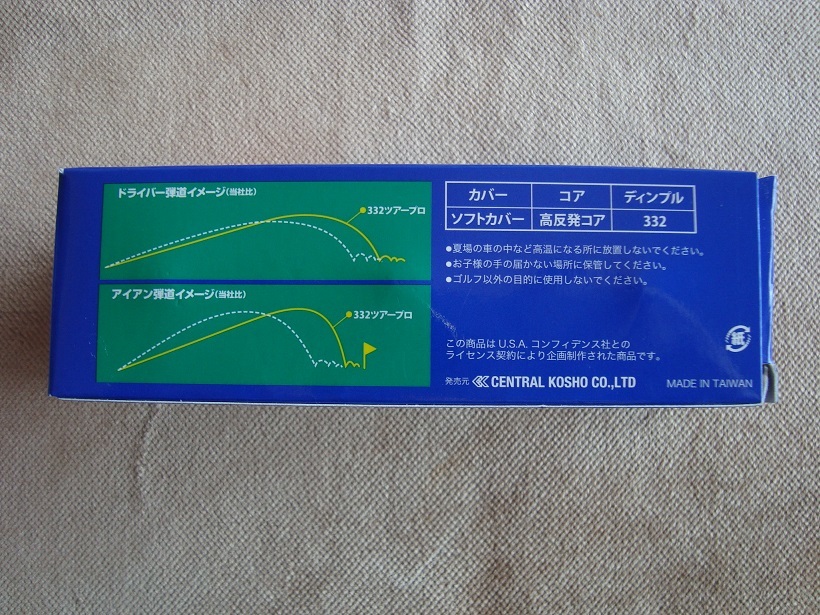 ドライバー弾道イメージ(当社比)
332ツアープロ
アイアン弾道イメージ(当社比)
332ツアープロ
カバー コア ディンプル
ソフトカバー 高反発コア 332
●夏場の車の中など高温になる所に放置しないでください。
●お子様の手の届かない場所に保管してください。
●ゴルフ以外の目的に使用しないでください。
この商品は U.S.A. コンフィデンス社との
ライセンス契約により企画制作された商品です。
紙
発売元 CENTRAL KOSHO CO.,LTD
MADE IN TAIWAN